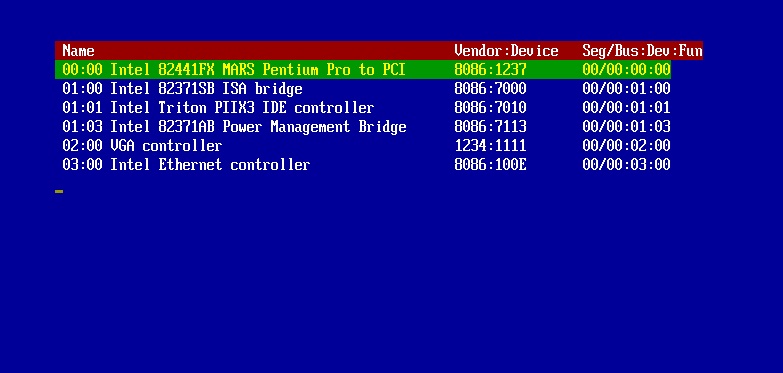 Name Vendor:Device Seg/Bus:Dev:Fun
00:00 Intel 82441FX MARS Pentium Pro to PCI 8086:1237 00/00:00:00
01:00 Intel 82371SB ISA bridge 8086:7000 00/00:01:00
01:01 Intel Triton PIIX3 IDE controller 8086:7010 00/00:01:01
01:03 Intel 82371AB Power Management Bridge 8086:7113 00/00:01:03
02:00 VGA controller 1234:1111 00/00:02:00
03:00 Intel Ethernet controller 8086:100E 00/00:03:00